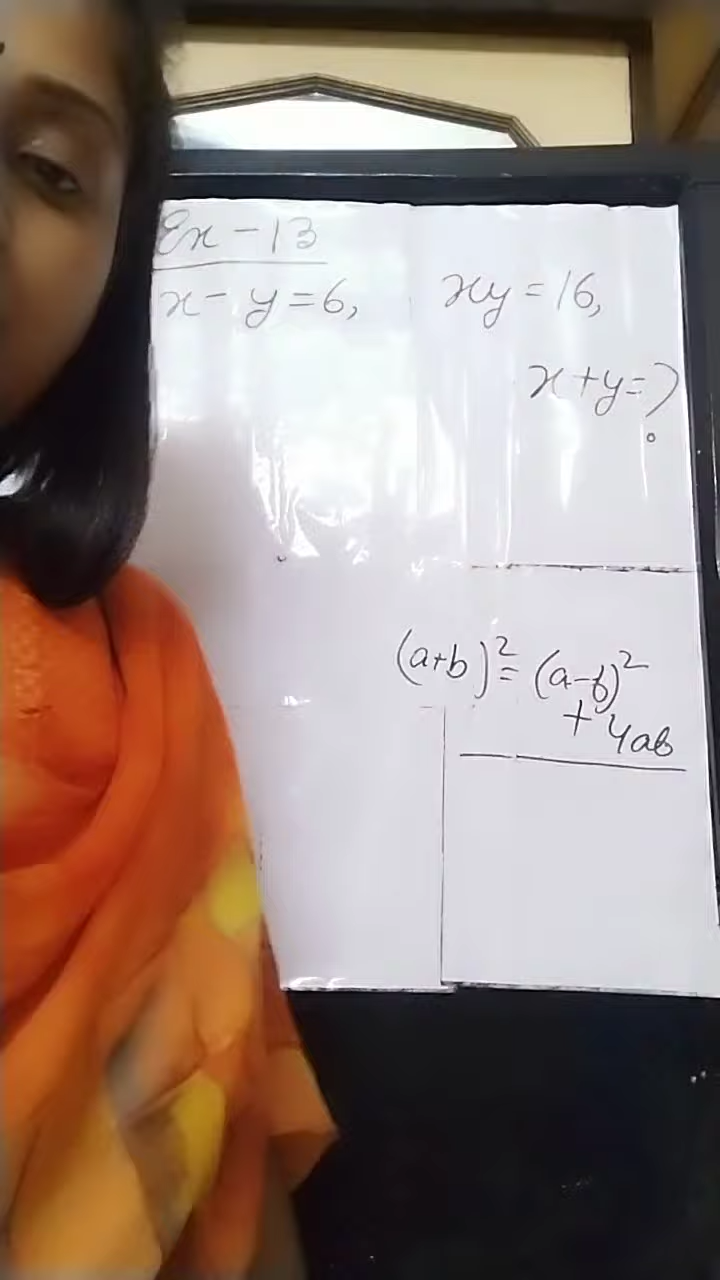 Ex-13
x-y=6, xy=16,
x+y=?
(a+b)²=(a-b)²
+4ab